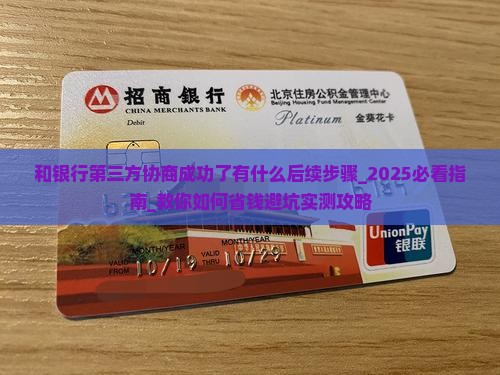 招商银行
CHINA MERCHANTS BANK
北京住房公积金管理中心
Beijing Housing Fund Management Center
Debit
Platinum 金葵花卡
和银行第三方协商成功了有什么后续步骤_2025必看指
南_教你如何省钱避坑实测攻略
MONTH/YEAR MONTH/YEAR
VALID FROM 10/19 VALID THRU 10/29
UnionPay
银联